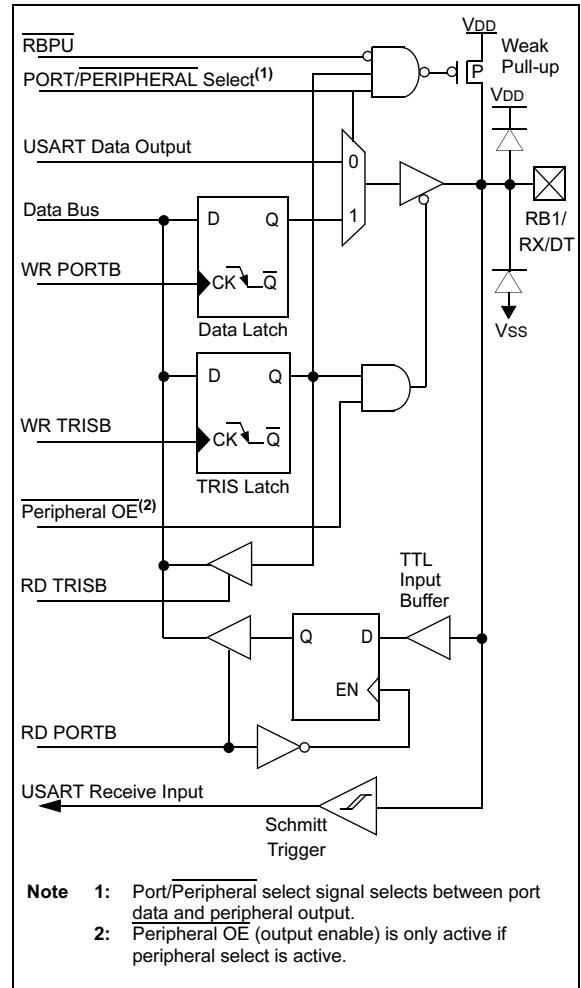 RBPU
VDD
Weak
Pull-up
PORT/PERIPHERAL Select(1)
P
VDD
USART Data Output
0
Data Bus
D Q
1
RB1/
RX/DT
WR PORTB
CK Q
Data Latch
VSS
D Q
WR TRISB
CK Q
TRIS Latch
Peripheral OE(2)
TTL
Input
Buffer
RD TRISB
Q D
EN
RD PORTB
USART Receive Input
Schmitt
Trigger
Note 1: Port/Peripheral select signal selects between port
data and peripheral output.
2: Peripheral OE (output enable) is only active if
peripheral select is active.